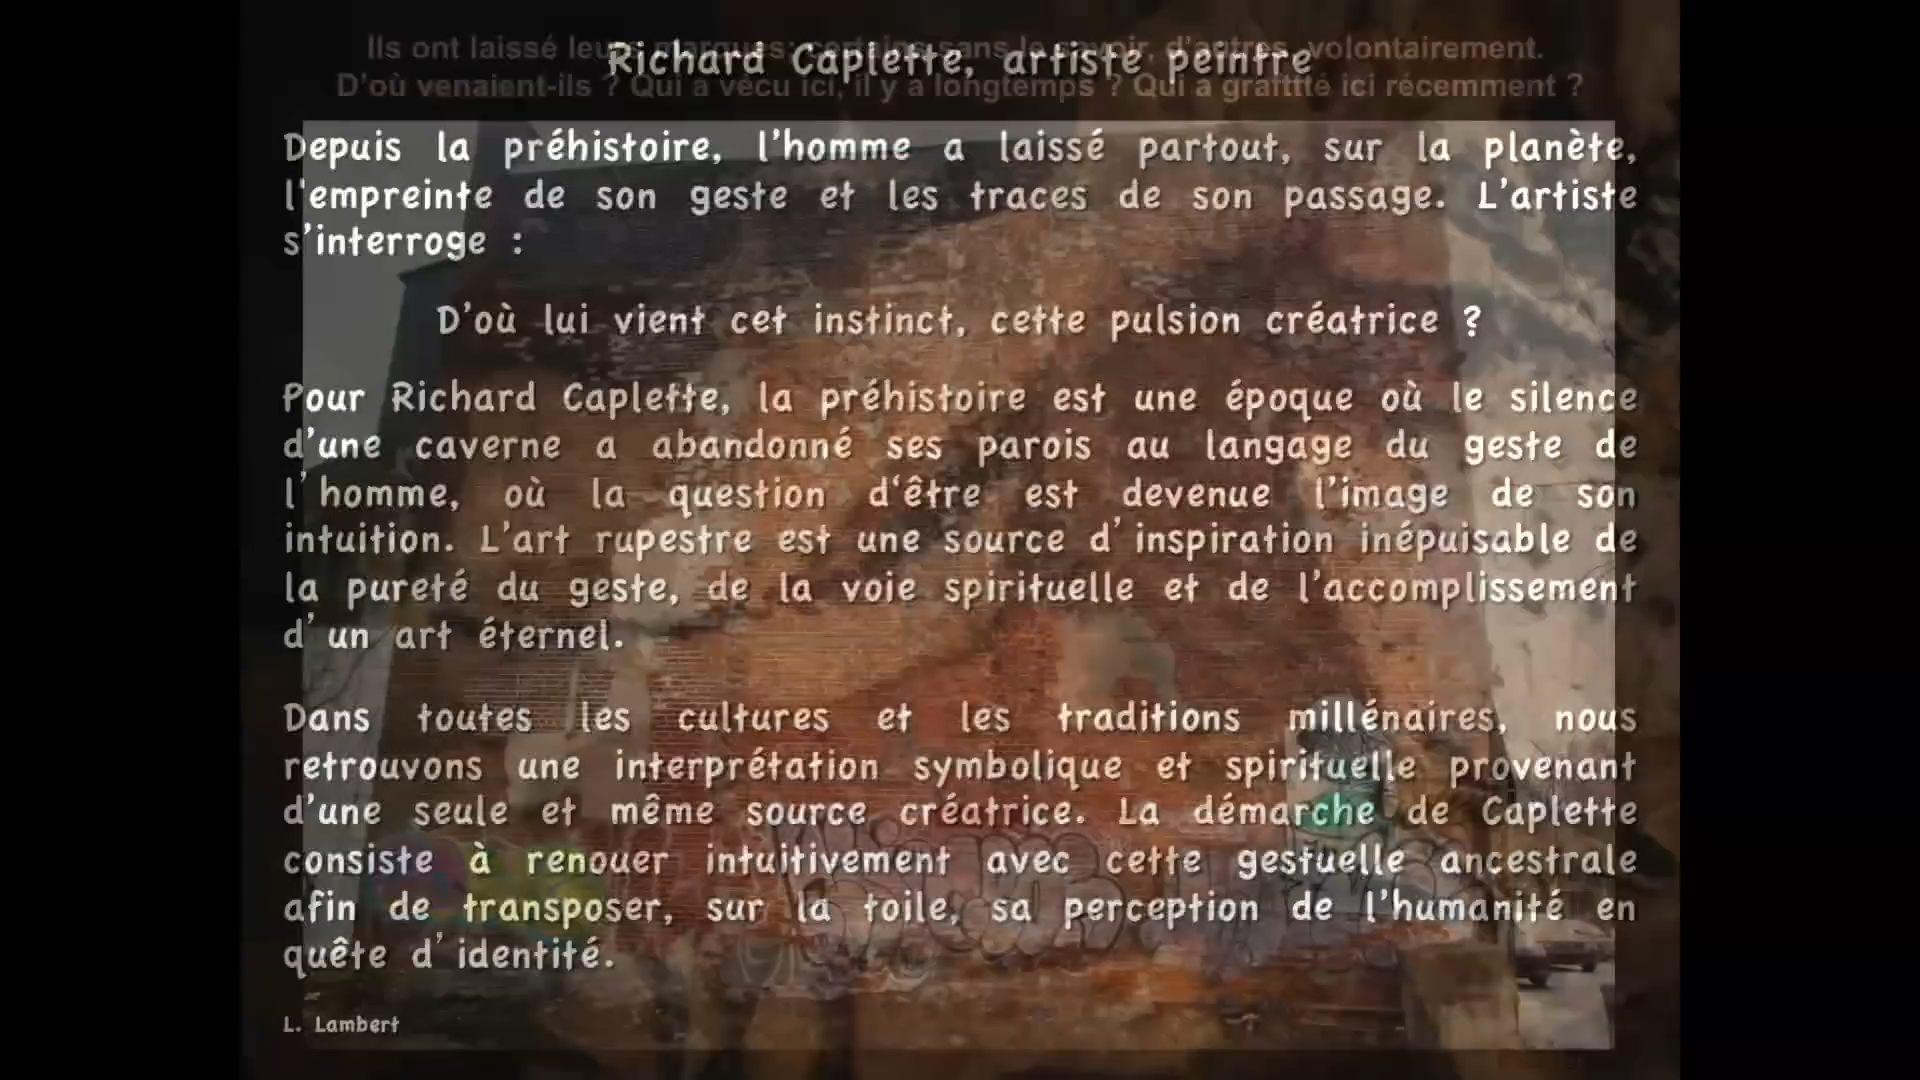 Ils ont laissé leurs marques: certains sans le savoir, d'autres, volontairement.
Richard Caplette, artiste peintre
D'où venaient-ils ? Qui a vécu ici, il y a longtemps ? Qui a graffité ici récemment ?
Depuis la préhistoire, l'homme a laissé partout, sur la planète,
l'empreinte de son geste et les traces de son passage. L'artiste
s'interroge :
D'où lui vient cet instinct, cette pulsion créatrice ?
Pour Richard Caplette, la préhistoire est une époque où le silence
d'une caverne a abandonné ses parois au langage du geste de
l'homme, où la question d'être est devenue l'image de son
intuition. L'art rupestre est une source d'inspiration inépuisable de
la pureté du geste, de la voie spirituelle et de l'accomplissement
d'un art éternel.
Dans toutes les cultures et les traditions millénaires, nous
retrouvons une interprétation symbolique et spirituelle provenant
d'une seule et même source créatrice. La démarche de Caplette
consiste à renouer intuitivement avec cette gestuelle ancestrale
afin de transposer, sur la toile, sa perception de l'humanité en
quête d'identité.
L. Lambert